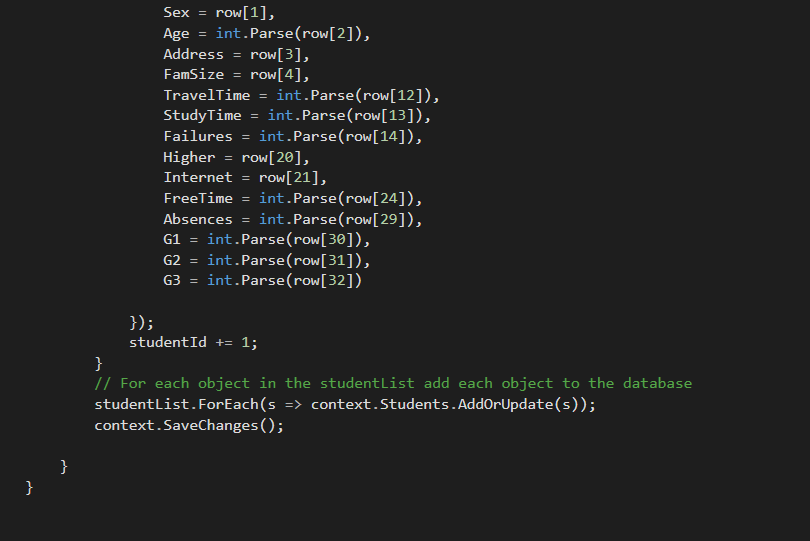 Sex = row[1],
Age = int.Parse(row[2]),
Address = row[3],
FamSize = row[4],
TravelTime = int.Parse(row[12]),
StudyTime = int.Parse(row[13]),
Failures = int.Parse(row[14]),
Higher = row[20],
Internet = row[21],
FreeTime = int.Parse(row[24]),
Absences = int.Parse(row[29]),
G1 = int.Parse(row[30]),
G2 = int.Parse(row[31]),
G3 = int.Parse(row[32])
});
studentId += 1;
}
// For each object in the studentList add each object to the database
studentList.ForEach(s => context.Students.AddOrUpdate(s));
context.SaveChanges();
}
}